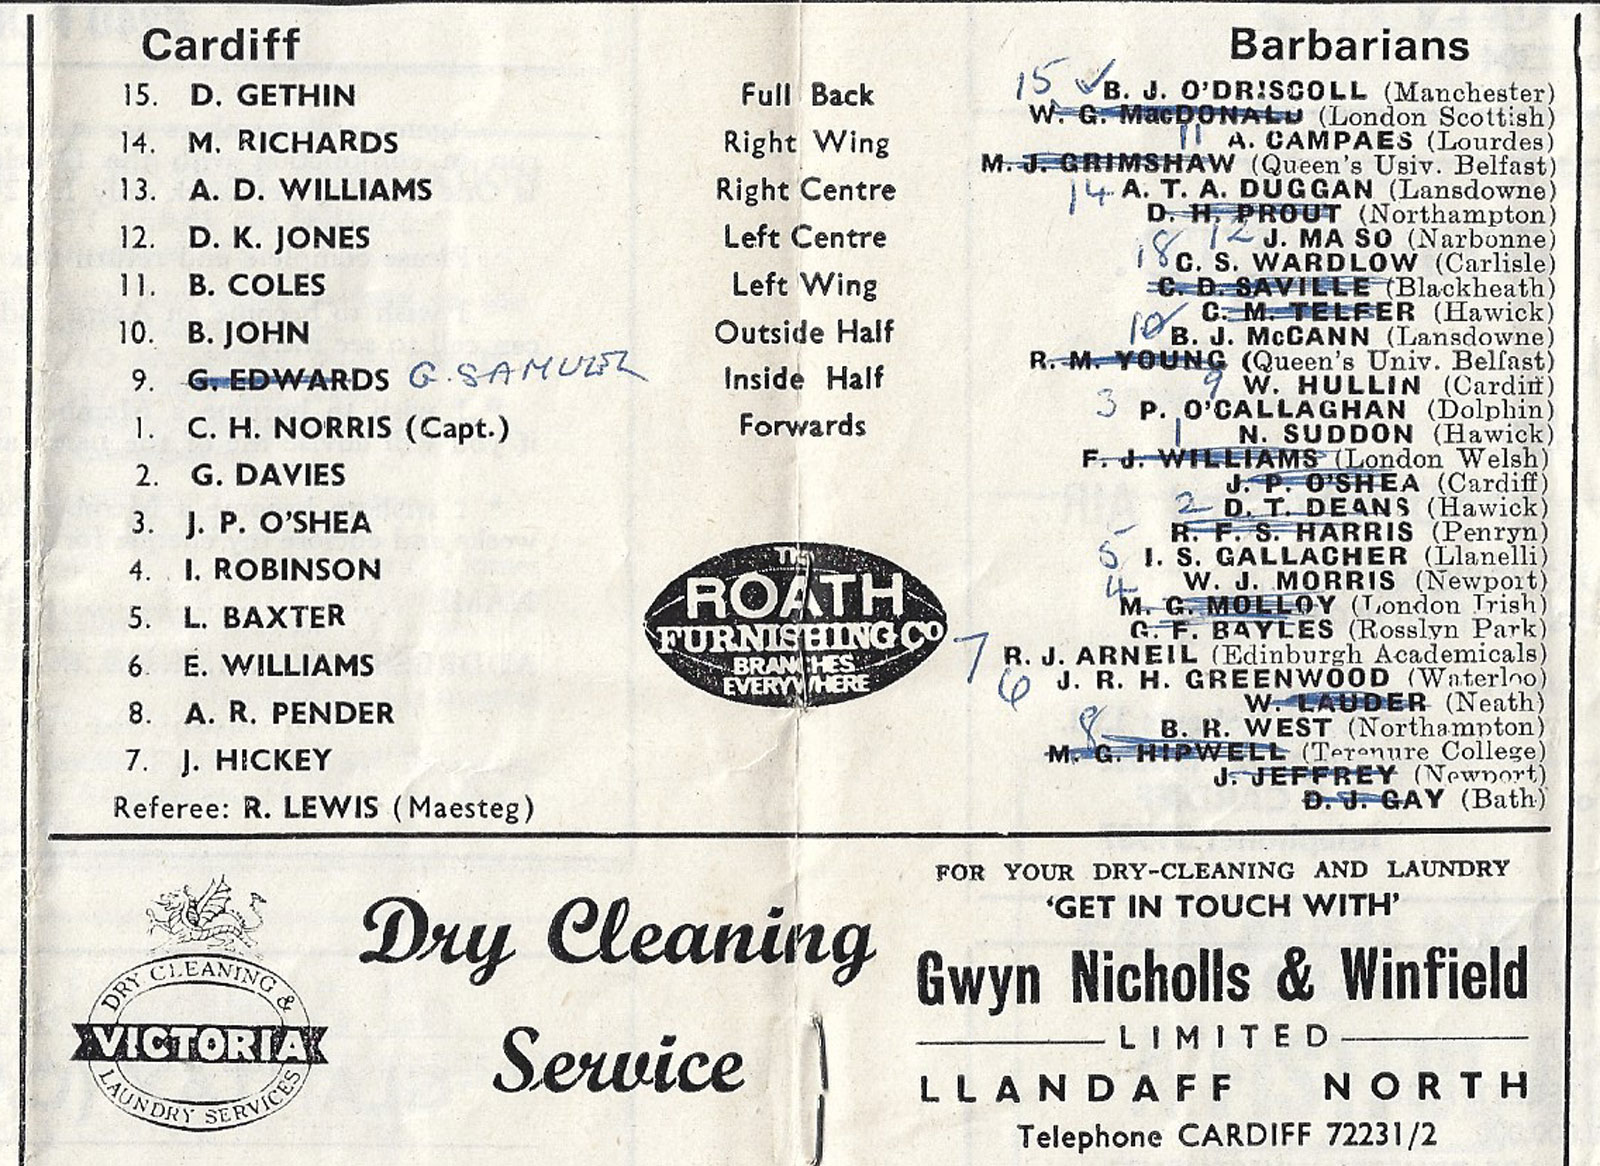 Cardiff
Barbarians
15. D. GETHIN Full Back 15 ✓ B. J. O'DRISCOLL (Manchester)
W. G. MacDONALD (London Scottish)
14. M. RICHARDS Right Wing 11 A. CAMPAES (Lourdes)
M. J. GRIMSHAW (Queen's Usiv. Belfast)
13. A. D. WILLIAMS Right Centre 14 A. T. A. DUGGAN (Lansdowne)
D. H. PROUT (Northampton)
12. D. K. JONES Left Centre 12 J. MA SO (Narbonne)
18 C. S. WARDLOW (Carlisle)
11. B. COLES Left Wing C. D. SAVILLE (Blackheath)
C. M. TELFER (Hawick)
10. B. JOHN Outside Half 10 B. J. McCANN (Lansdowne)
R. M. YOUNG (Queen's Univ. Belfast)
9. G. EDWARDS G. SAMUEL Inside Half 9 W. HULLIN (Cardiff)
3 P. O'CALLAGHAN (Dolphin)
1. C. H. NORRIS (Capt.) Forwards 1 N. SUDDON (Hawick)
F. J. WILLIAMS (London Welsh)
2. G. DAVIES J. P. O'SHEA (Cardiff)
2 D. T. DEANS (Hawick)
3. J. P. O'SHEA R. F. S. HARRIS (Penryn)
5 I. S. GALLACHER (Llanelli)
4. I. ROBINSON 4 W. J. MORRIS (Newport)
M. G. MOLLOY (London Irish)
5. L. BAXTER G. F. BAYLES (Rosslyn Park)
7 R. J. ARNEIL (Edinburgh Academicals)
6. E. WILLIAMS 6 J. R. H. GREENWOOD (Waterloo)
W. LAUDER (Neath)
8. A. R. PENDER 8 B. R. WEST (Northampton)
M. G. HIPWELL (Terenure College)
7. J. HICKEY J. JEFFREY (Newport)
D. J. GAY (Bath)
Referee: R. LEWIS (Maesteg)
THE
ROATH
FURNISHING CO
BRANCHES
EVERYWHERE
DRY CLEANING &
VICTORIA
LAUNDRY SERVICES
Dry Cleaning
Service
FOR YOUR DRY-CLEANING AND LAUNDRY
'GET IN TOUCH WITH'
Gwyn Nicholls & Winfield
LIMITED
LLANDAFF NORTH
Telephone CARDIFF 72231/2